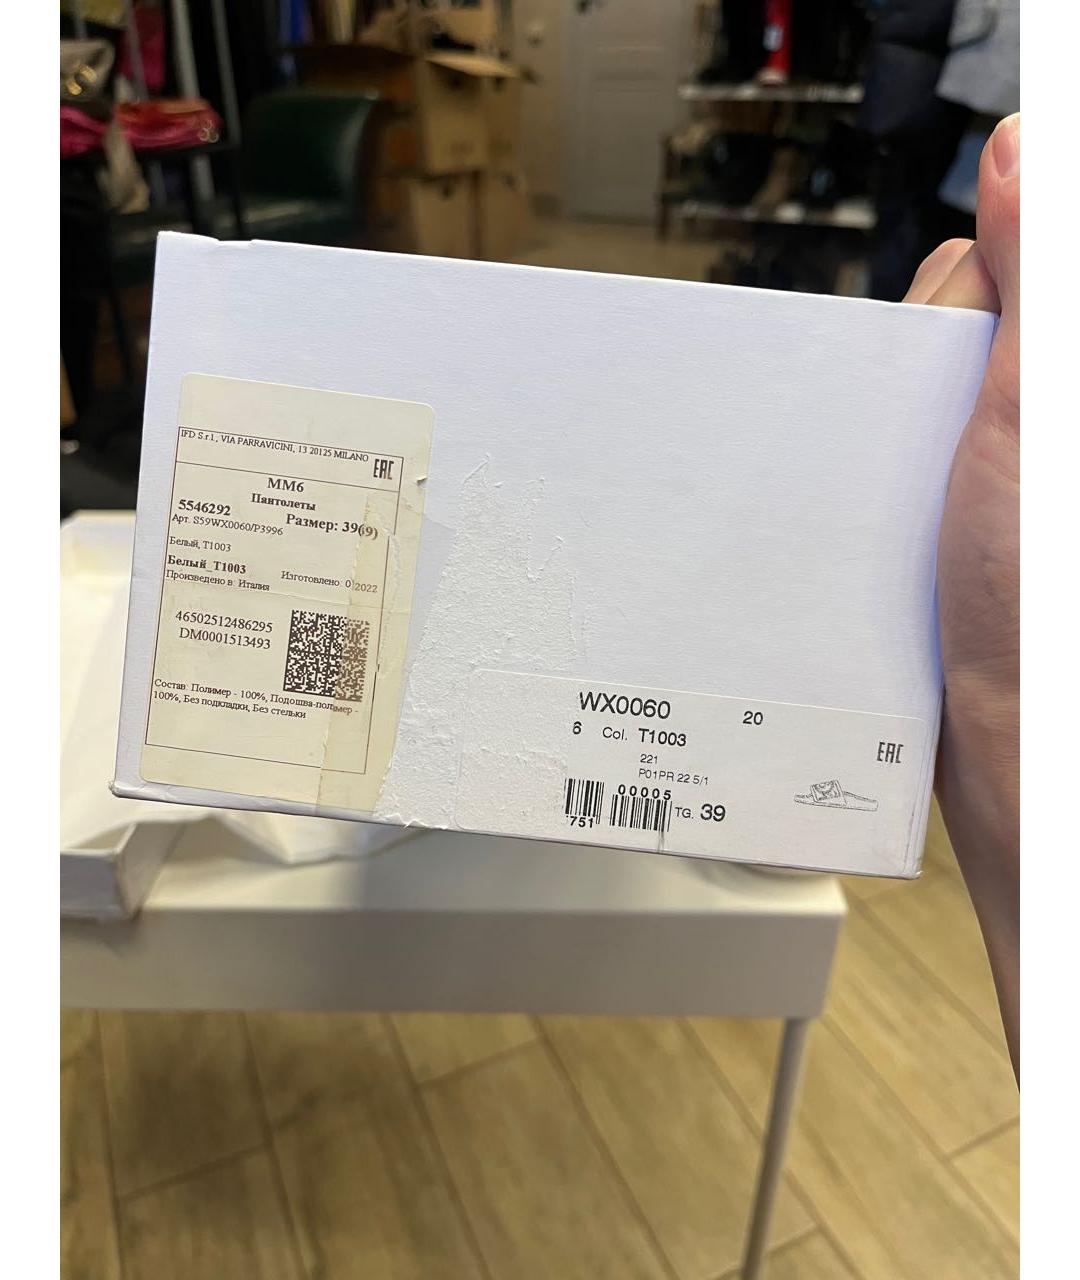 IFD S.r.l., VIA PARRAVICINI, 13 20125 MILANO
EAC
MM6
Пантолеты
5546292
Размер: 39(9)
Арт. S59WX0060/P3996
Белый, T1003
Белый_T1003
Изготовлено: 0 2022
Произведено в: Италия
46502512486295
DM0001513493
Состав: Полимер - 100%, Подошва-полимер -
100%, Без подкладки, Без стельки
WX0060 20
6 Col. T1003
EAC
221
P01PR 22 5/1
00005
751
TG. 39